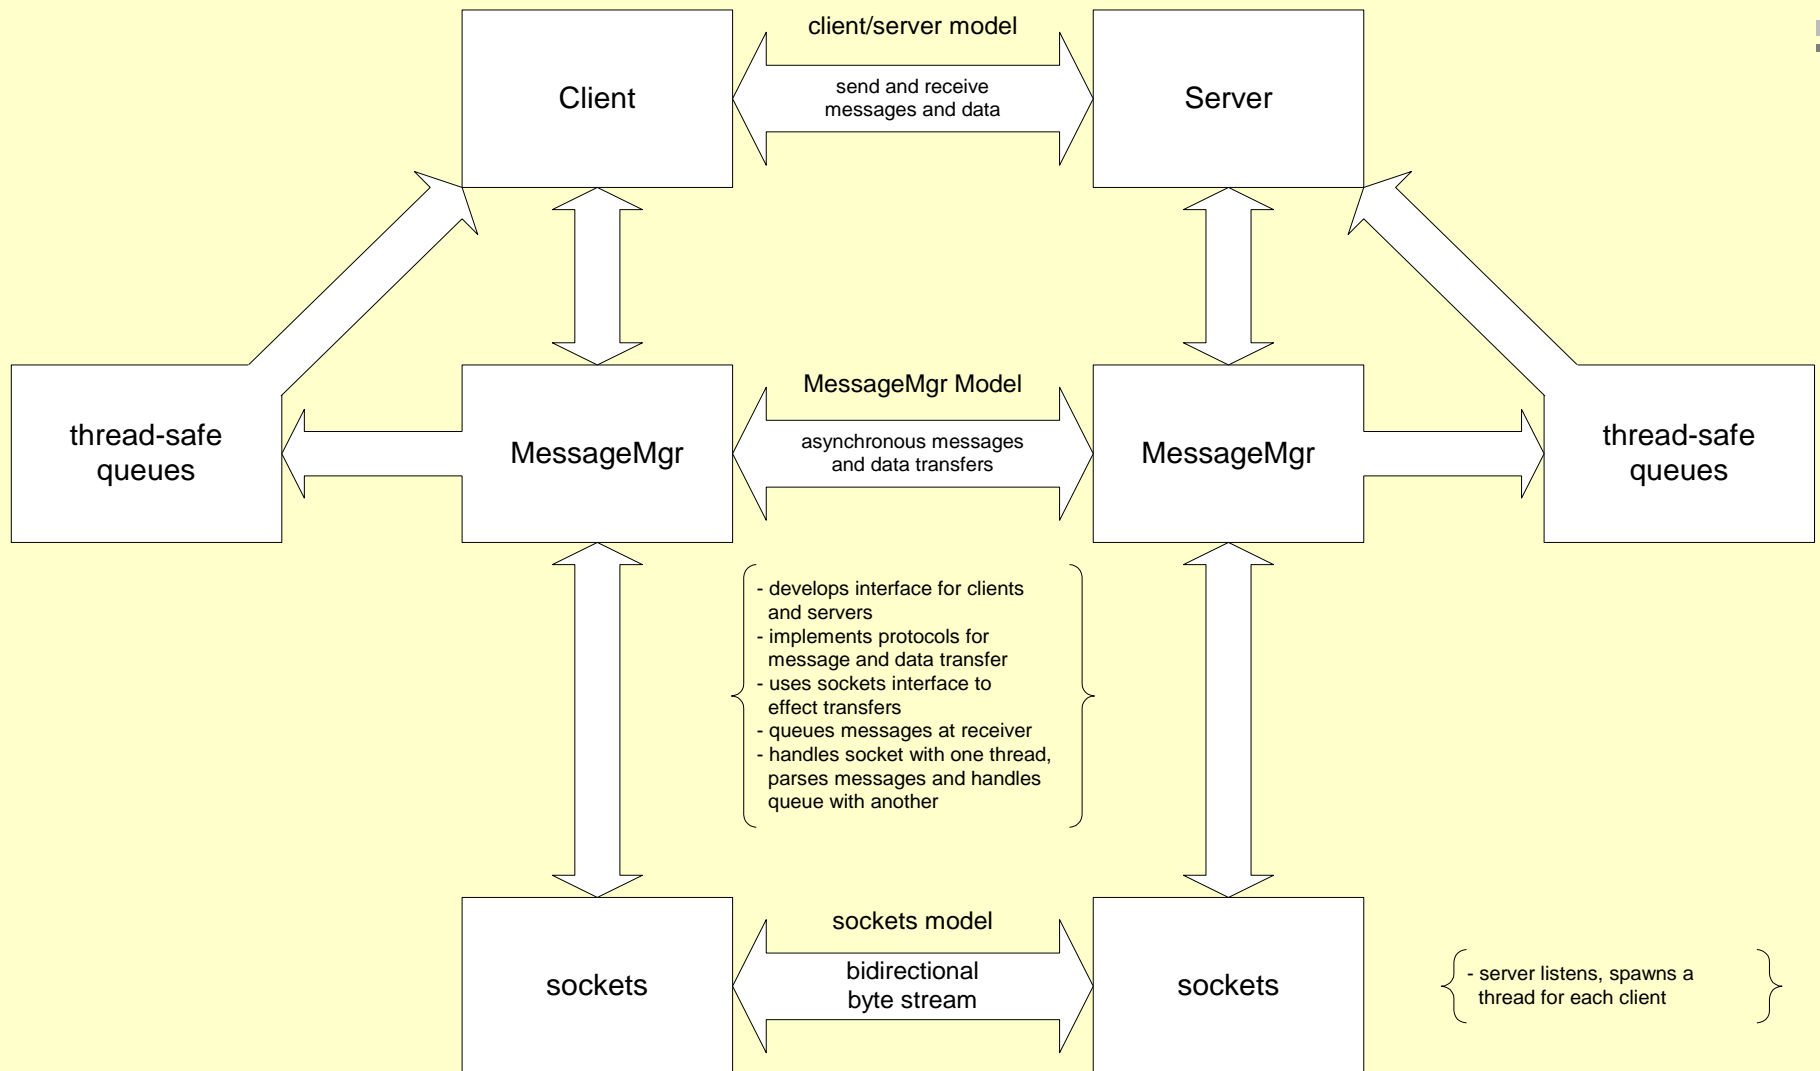 client/server model
Client
send and receive
messages and data
Server
thread-safe
queues
MessageMgr
MessageMgr Model
asynchronous messages
and data transfers
MessageMgr
thread-safe
queues
- develops interface for clients
and servers
- implements protocols for
message and data transfer
- uses sockets interface to
effect transfers
- queues messages at receiver
- handles socket with one thread,
parses messages and handles
queue with another
sockets
sockets model
bidirectional
byte stream
sockets
- server listens, spawns a
thread for each client